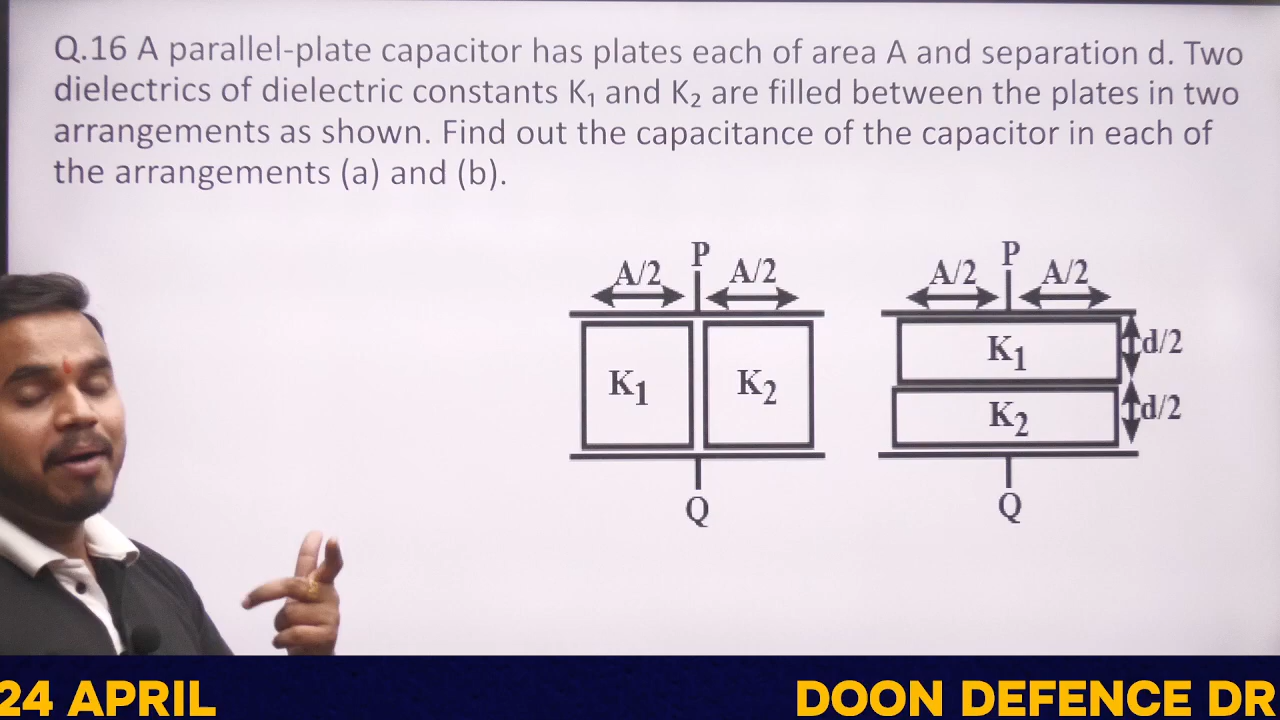 Q.16 A parallel-plate capacitor has plates each of area A and separation d. Two
dielectrics of dielectric constants K₁ and K₂ are filled between the plates in two
arrangements as shown. Find out the capacitance of the capacitor in each of
the arrangements (a) and (b).
P
A/2 A/2
K₁ K₂
Q
P
A/2 A/2
K₁ d/2
K₂ d/2
Q
24 APRIL
DOON DEFENCE DR